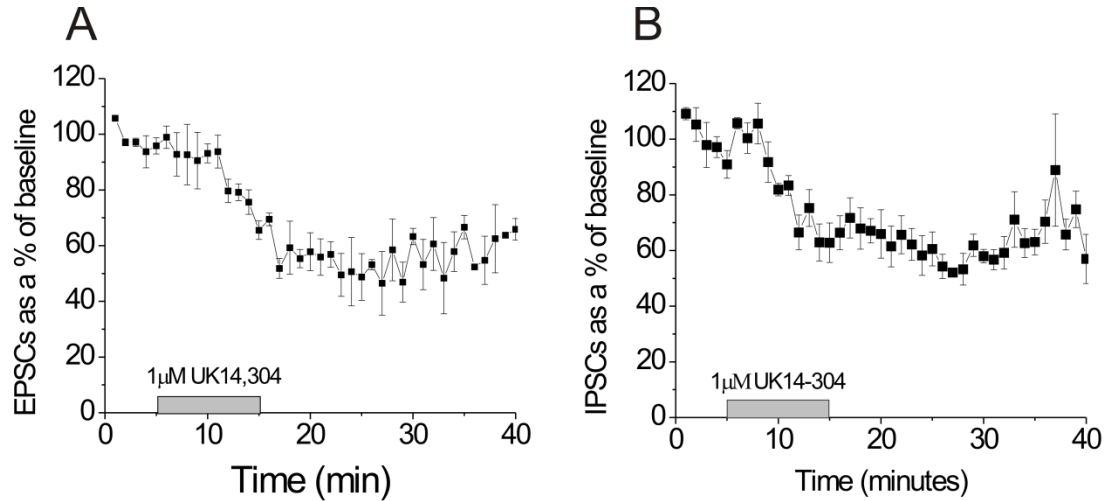 A
EPSCs as a % of baseline
120
100
80
60
40
20
0
1μM UK14,304
0 10 20 30 40
Time (min)
B
IPSCs as a % of baseline
120
100
80
60
40
20
0
1μM UK14-304
0 10 20 30 40
Time (minutes)